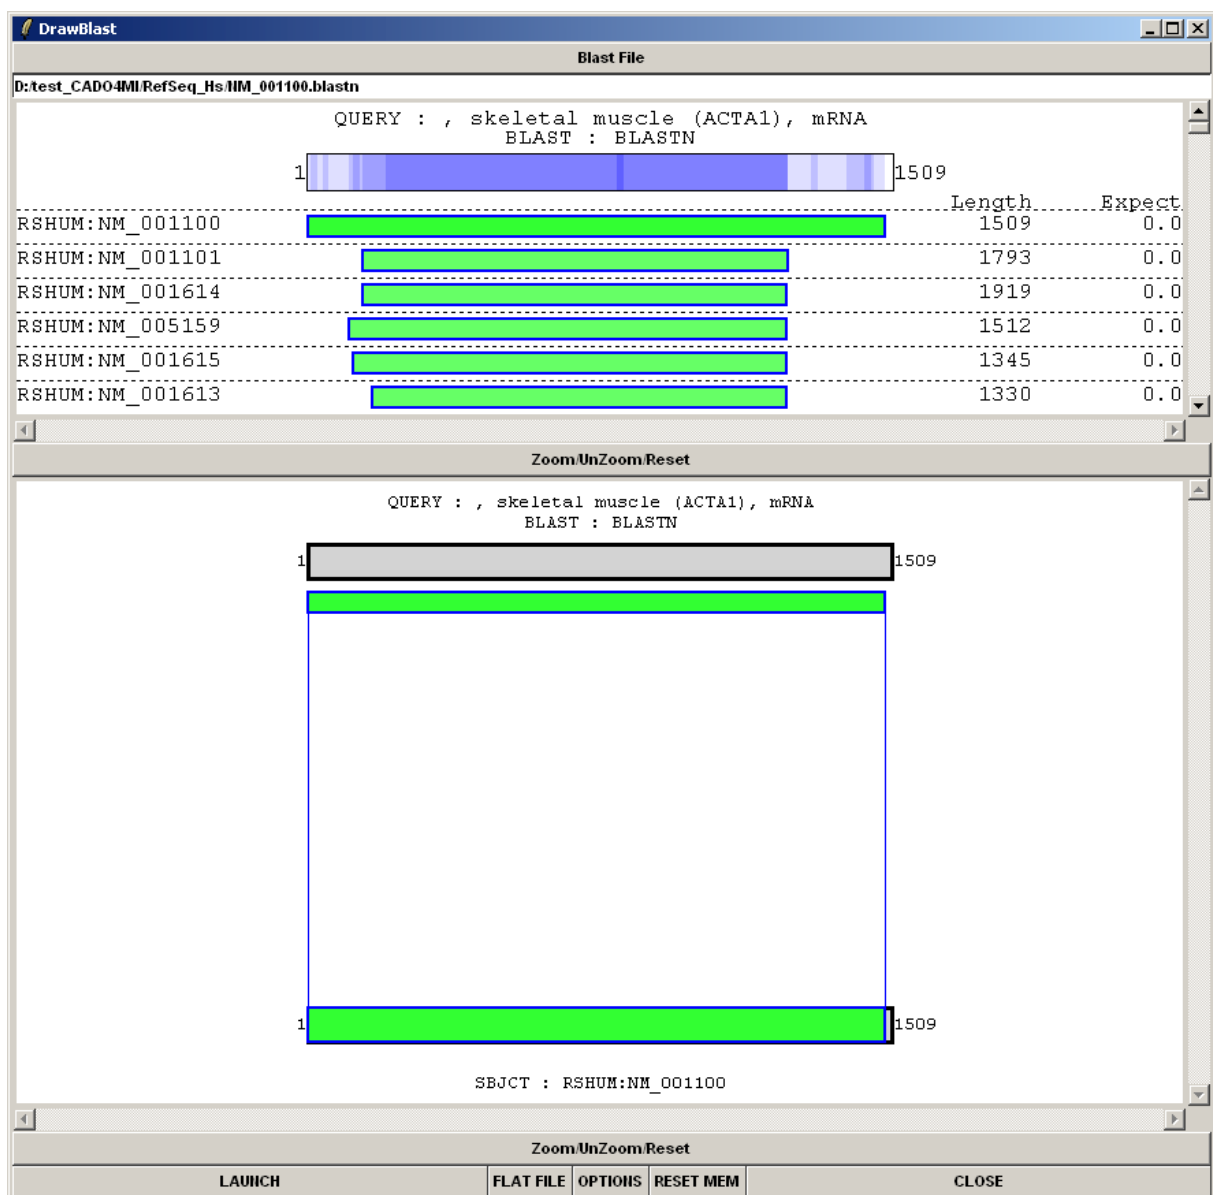 DrawBlast
Blast File
D:/test_CADO4MI/RefSeq_Hs/NM_001100.blastn
QUERY : , skeletal muscle (ACTA1), mRNA
BLAST : BLASTN
1 1509
Length Expect
RSHUM:NM_001100 1509 0.0
RSHUM:NM_001101 1793 0.0
RSHUM:NM_001614 1919 0.0
RSHUM:NM_005159 1512 0.0
RSHUM:NM_001615 1345 0.0
RSHUM:NM_001613 1330 0.0
Zoom/UnZoom/Reset
QUERY : , skeletal muscle (ACTA1), mRNA
BLAST : BLASTN
1 1509
1 1509
SBJCT : RSHUM:NM_001100
Zoom/UnZoom/Reset
LAUNCH FLAT FILE OPTIONS RESET MEM CLOSE